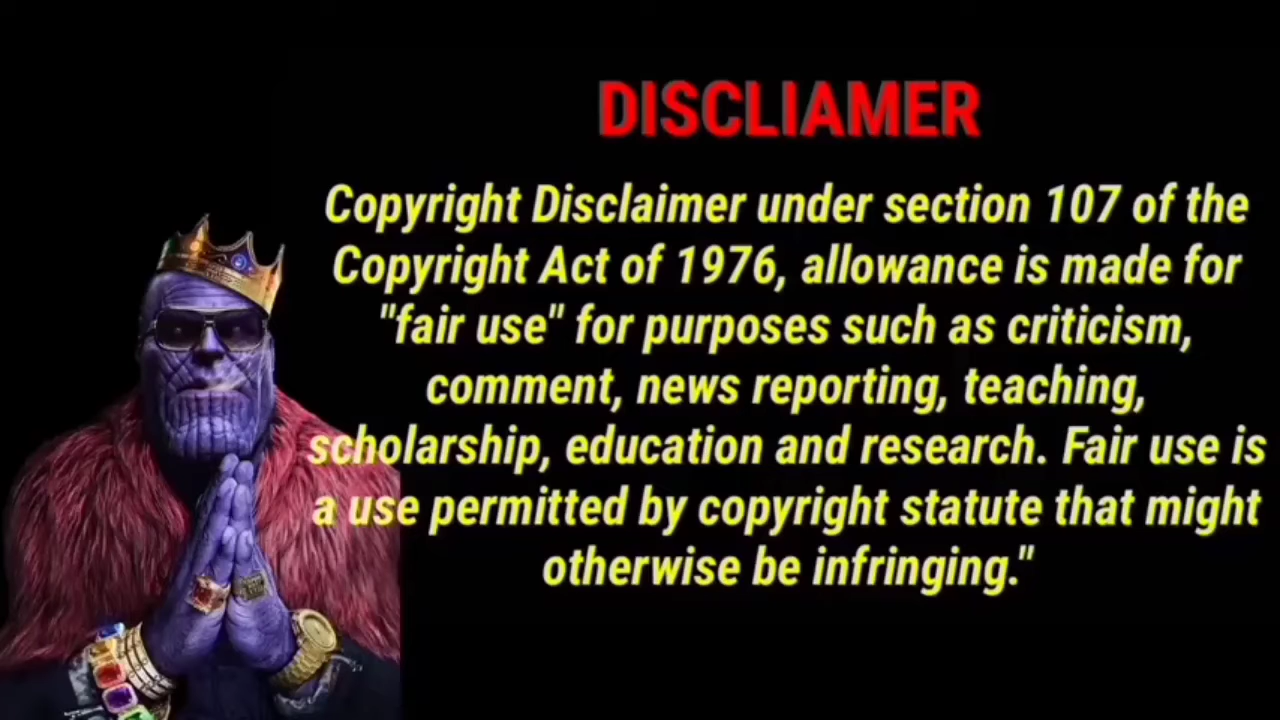 DISCLIAMER
Copyright Disclaimer under section 107 of the
Copyright Act of 1976, allowance is made for
"fair use" for purposes such as criticism,
comment, news reporting, teaching,
scholarship, education and research. Fair use is
a use permitted by copyright statute that might
otherwise be infringing."